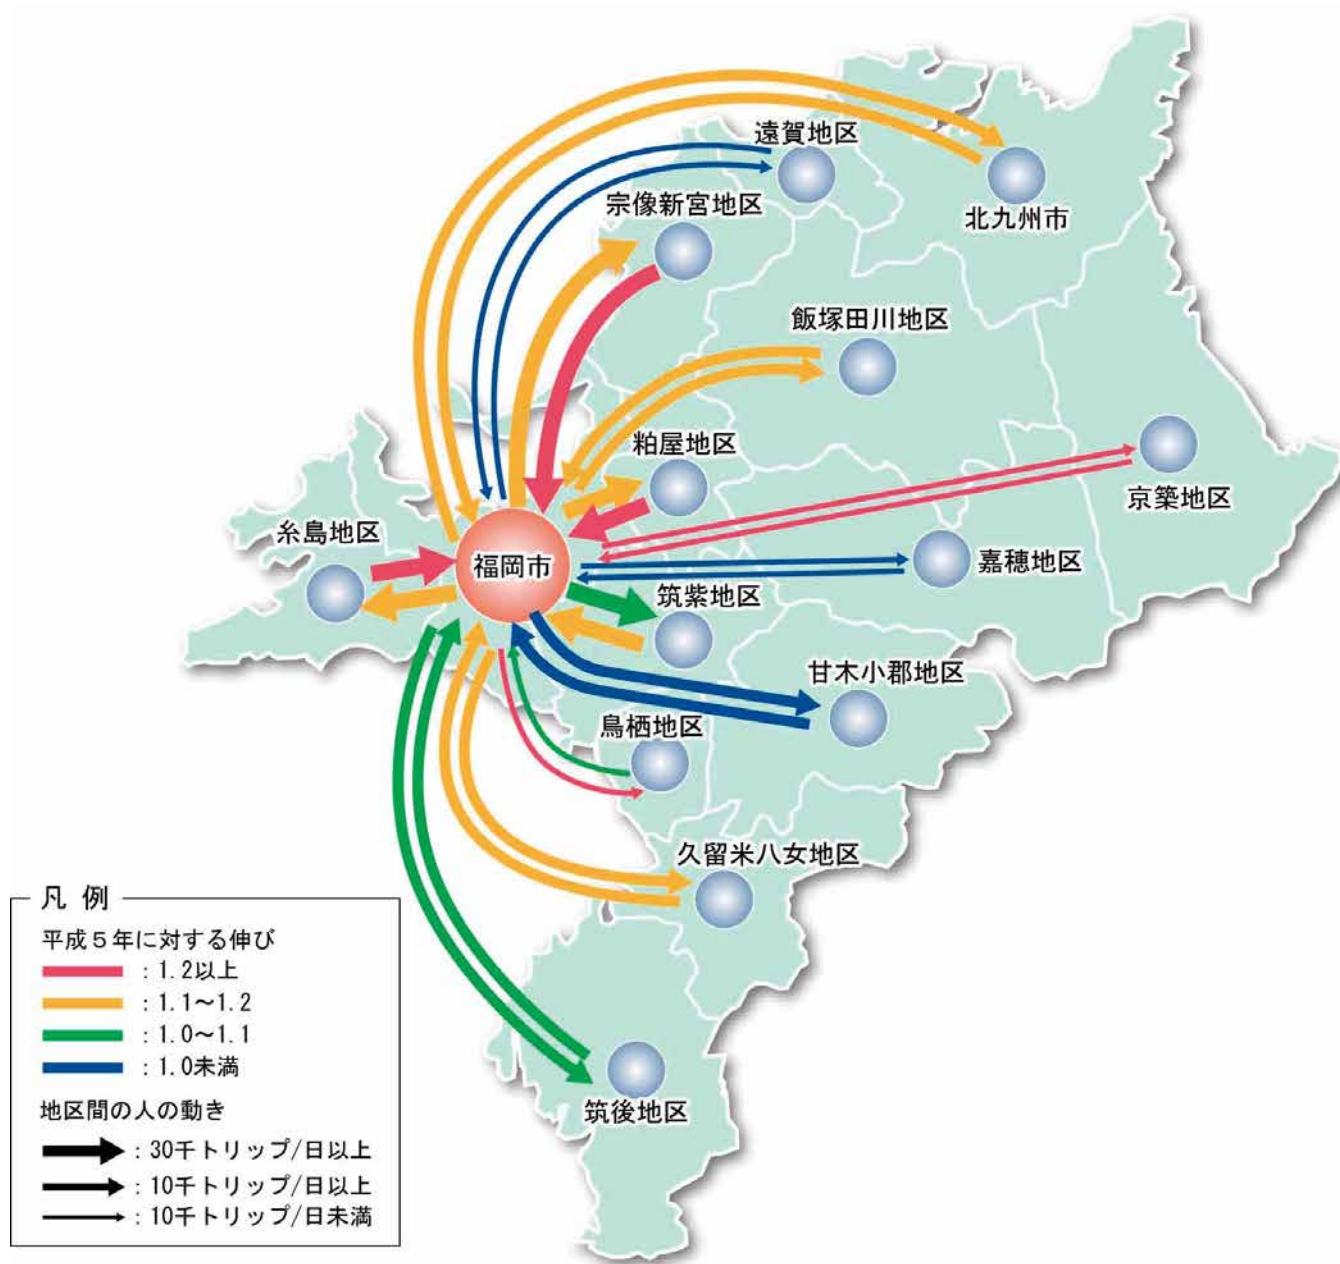 遠賀地区
宗像新宮地区
北九州市
飯塚田川地区
粕屋地区
京築地区
糸島地区
福岡市
嘉穂地区
筑紫地区
甘木小郡地区
鳥栖地区
久留米八女地区
筑後地区
凡 例
平成５年に対する伸び
：1.2以上
：1.1～1.2
：1.0～1.1
：1.0未満
地区間の人の動き
：30千トリップ/日以上
：10千トリップ/日以上
：10千トリップ/日未満